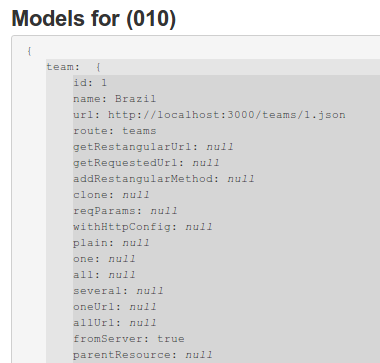 Models for (010)
{
team: {
id: 1
name: Brazil
url: http://localhost:3000/teams/1.json
route: teams
getRestangularUrl: null
getRequestedUrl: null
addRestangularMethod: null
clone: null
reqParams: null
withHttpConfig: null
plain: null
one: null
all: null
several: null
oneUrl: null
allUrl: null
fromServer: true
parentResource: null